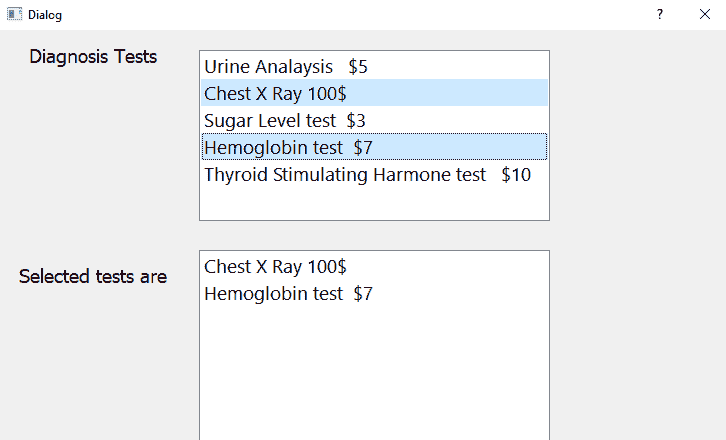 Dialog
?
Diagnosis Tests
Urine Analaysis $5
Chest X Ray 100$
Sugar Level test $3
Hemoglobin test $7
Thyroid Stimulating Harmone test $10
Selected tests are
Chest X Ray 100$
Hemoglobin test $7